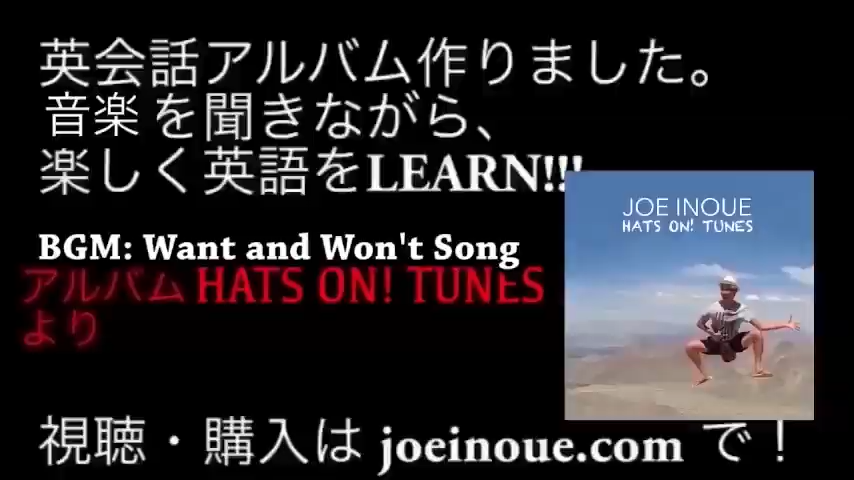 英会話アルバム作りました。
音楽を聞きながら、
楽しく英語をLEARN!!!
JOE INOUE
HATS ON! TUNES
BGM: Want and Won't Song
アルバム HATS ON! TUNES
より
視聴・購入は joeinoue.com で！